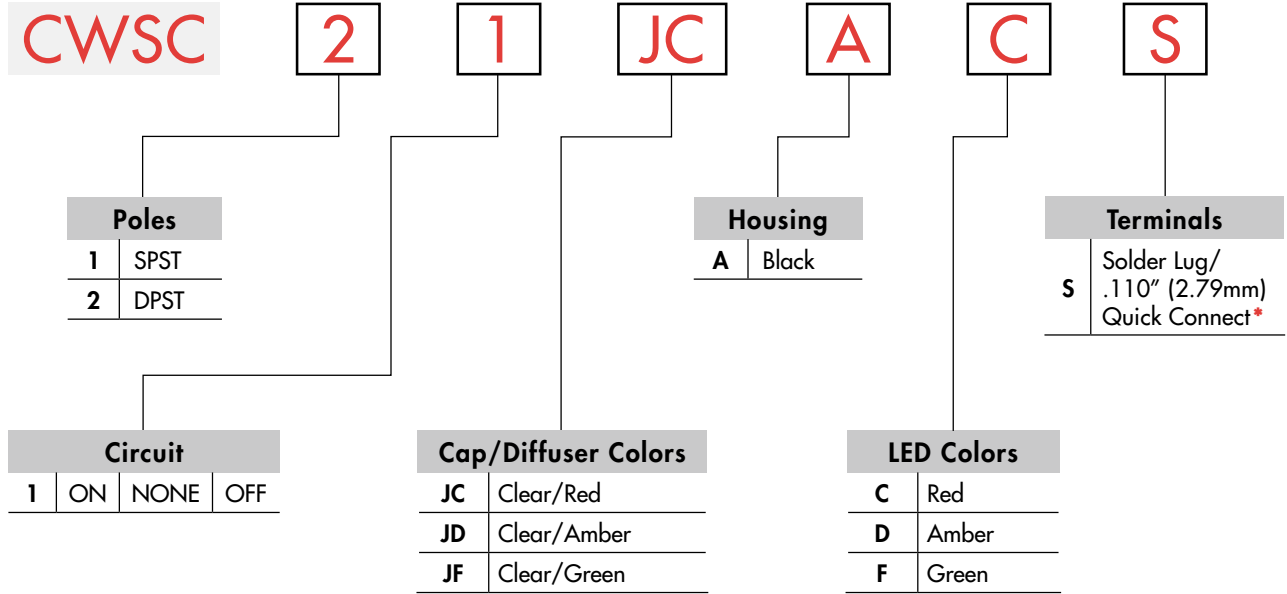 CWSC 2 1 JC A C S
Poles
1 SPST
2 DPST
Housing
A Black
Terminals
S Solder Lug/
.110" (2.79mm)
Quick Connect*
Circuit
1 ON NONE OFF
Cap/Diffuser Colors
JC Clear/Red
JD Clear/Amber
JF Clear/Green
LED Colors
C Red
D Amber
F Green